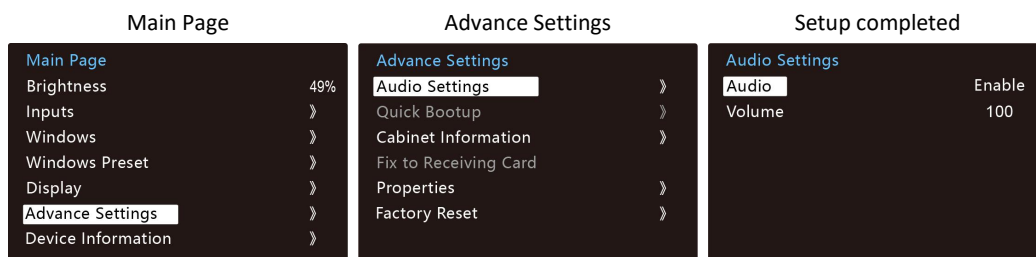 Main Page
Main Page
Brightness 49%
Inputs 》
Windows 》
Windows Preset 》
Display 》
Advance Settings 》
Device Information 》
Advance Settings
Advance Settings
Audio Settings 》
Quick Bootup 》
Cabinet Information 》
Fix to Receiving Card
Properties 》
Factory Reset 》
Setup completed
Audio Settings
Audio Enable
Volume 100